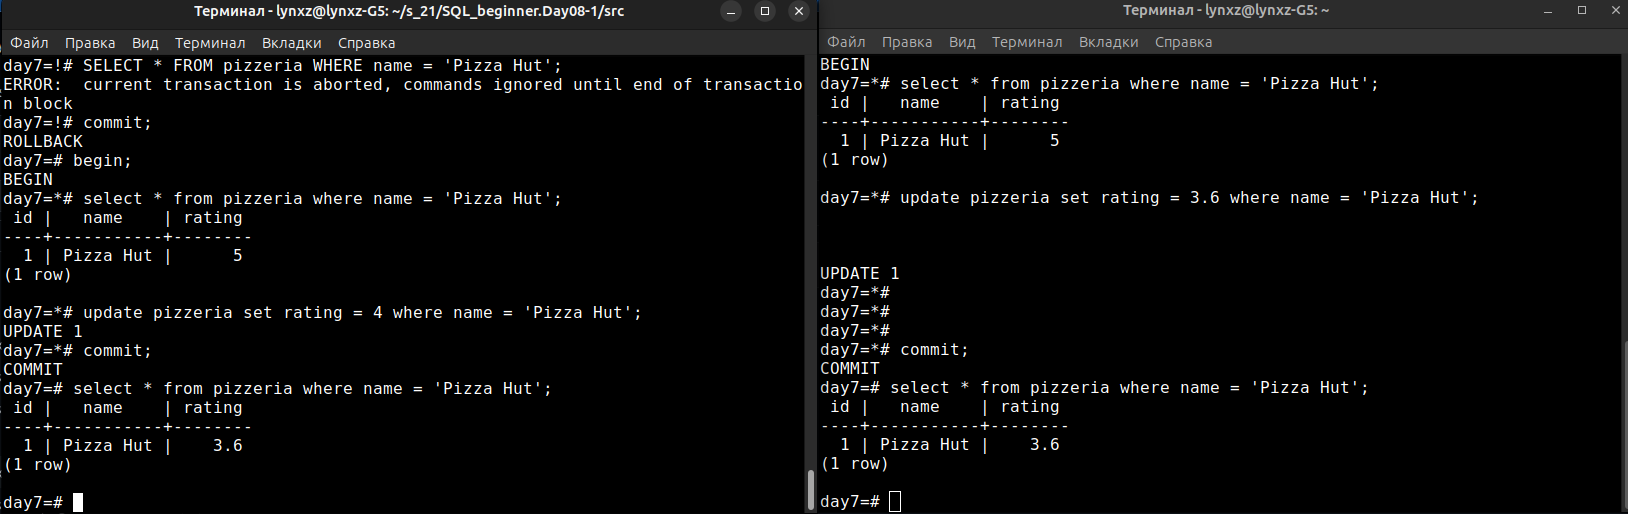 Терминал - lynxz@lynxz-G5: ~/s_21/SQL_beginner.Day08-1/src
Файл Правка Вид Терминал Вкладки Справка
day7=!# SELECT * FROM pizzeria WHERE name = 'Pizza Hut';
ERROR:  current transaction is aborted, commands ignored until end of transactio
n block
day7=!# commit;
ROLLBACK
day7=# begin;
BEGIN
day7=*# select * from pizzeria where name = 'Pizza Hut';
 id |   name    | rating
----+-----------+--------
  1 | Pizza Hut |      5
(1 row)
day7=*# update pizzeria set rating = 4 where name = 'Pizza Hut';
UPDATE 1
day7=*# commit;
COMMIT
day7=# select * from pizzeria where name = 'Pizza Hut';
 id |   name    | rating
----+-----------+--------
  1 | Pizza Hut |    3.6
(1 row)
day7=#
Терминал - lynxz@lynxz-G5: ~
Файл Правка Вид Терминал Вкладки Справка
BEGIN
day7=*# select * from pizzeria where name = 'Pizza Hut';
 id |   name    | rating
----+-----------+--------
  1 | Pizza Hut |      5
(1 row)
day7=*# update pizzeria set rating = 3.6 where name = 'Pizza Hut';
UPDATE 1
day7=*#
day7=*#
day7=*#
day7=*# commit;
COMMIT
day7=# select * from pizzeria where name = 'Pizza Hut';
 id |   name    | rating
----+-----------+--------
  1 | Pizza Hut |    3.6
(1 row)
day7=#